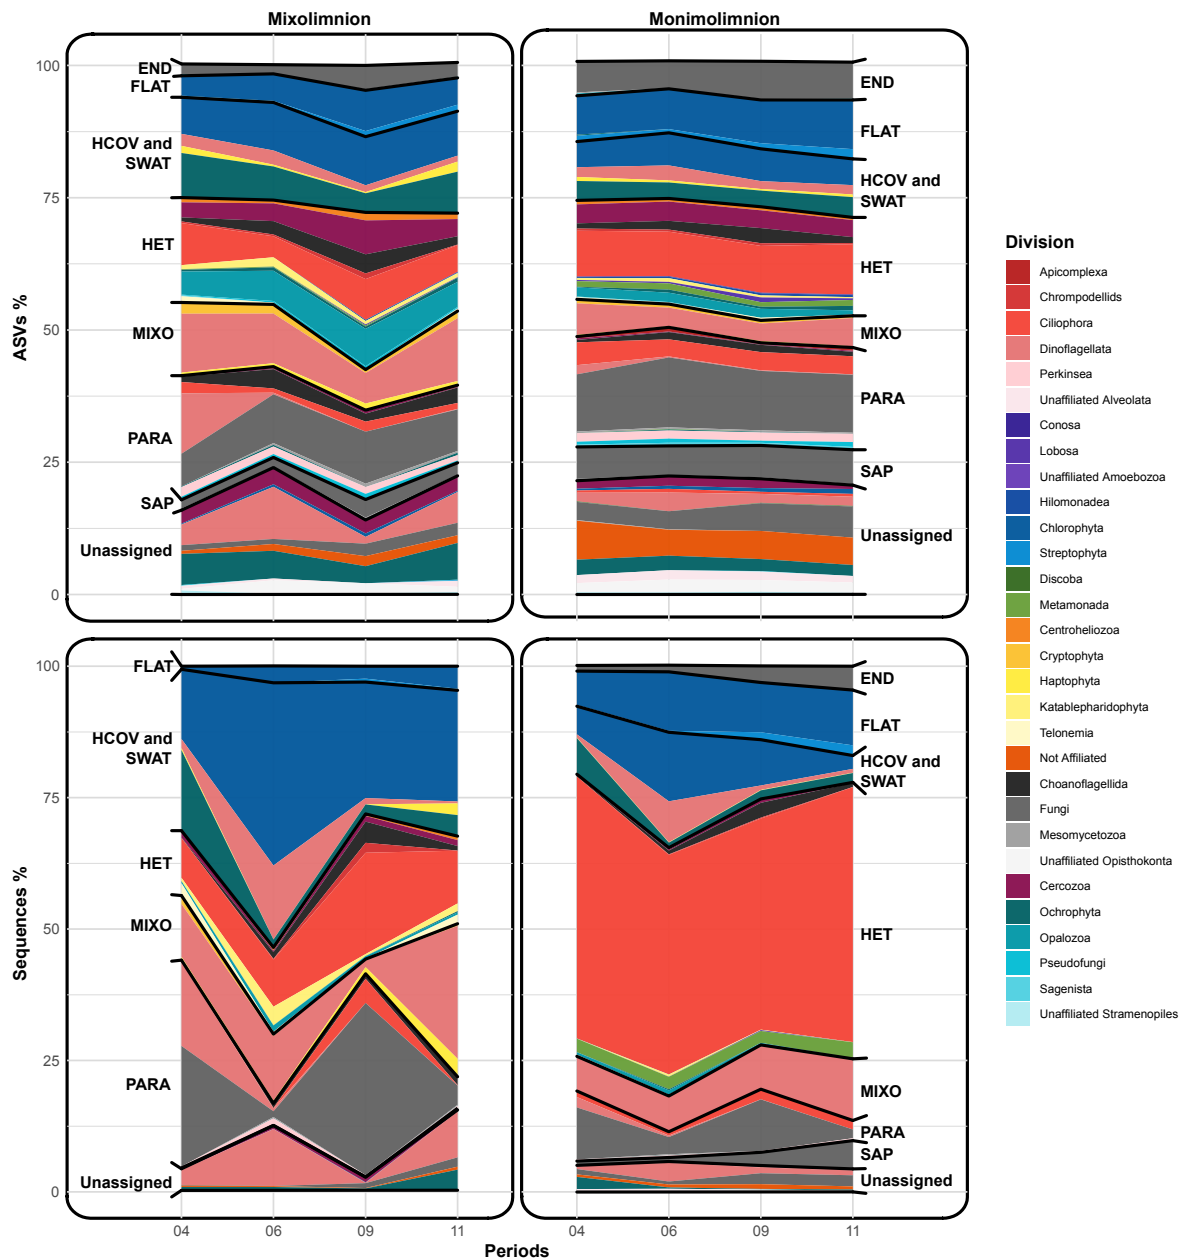 Mixolimnion
Monimolimnion
ASVs %
100
75
50
25
0
END
FLAT
HCOV and
SWAT
HET
MIXO
PARA
SAP
Unassigned
END
FLAT
HCOV and
SWAT
HET
MIXO
PARA
SAP
Unassigned
Sequences %
100
75
50
25
0
FLAT
HCOV and
SWAT
HET
MIXO
PARA
Unassigned
END
FLAT
HCOV and
SWAT
HET
MIXO
PARA
SAP
Unassigned
04 06 09 11
04 06 09 11
Periods
Division
Apicomplexa
Chrompodellids
Ciliophora
Dinoflagellata
Perkinsea
Unaffiliated Alveolata
Conosa
Lobosa
Unaffiliated Amoebozoa
Hilomonadea
Chlorophyta
Streptophyta
Discoba
Metamonada
Centroheliozoa
Cryptophyta
Haptophyta
Katablepharidophyta
Telonemia
Not Affiliated
Choanoflagellida
Fungi
Mesomycetozoa
Unaffiliated Opisthokonta
Cercozoa
Ochrophyta
Opalozoa
Pseudofungi
Sagenista
Unaffiliated Stramenopiles